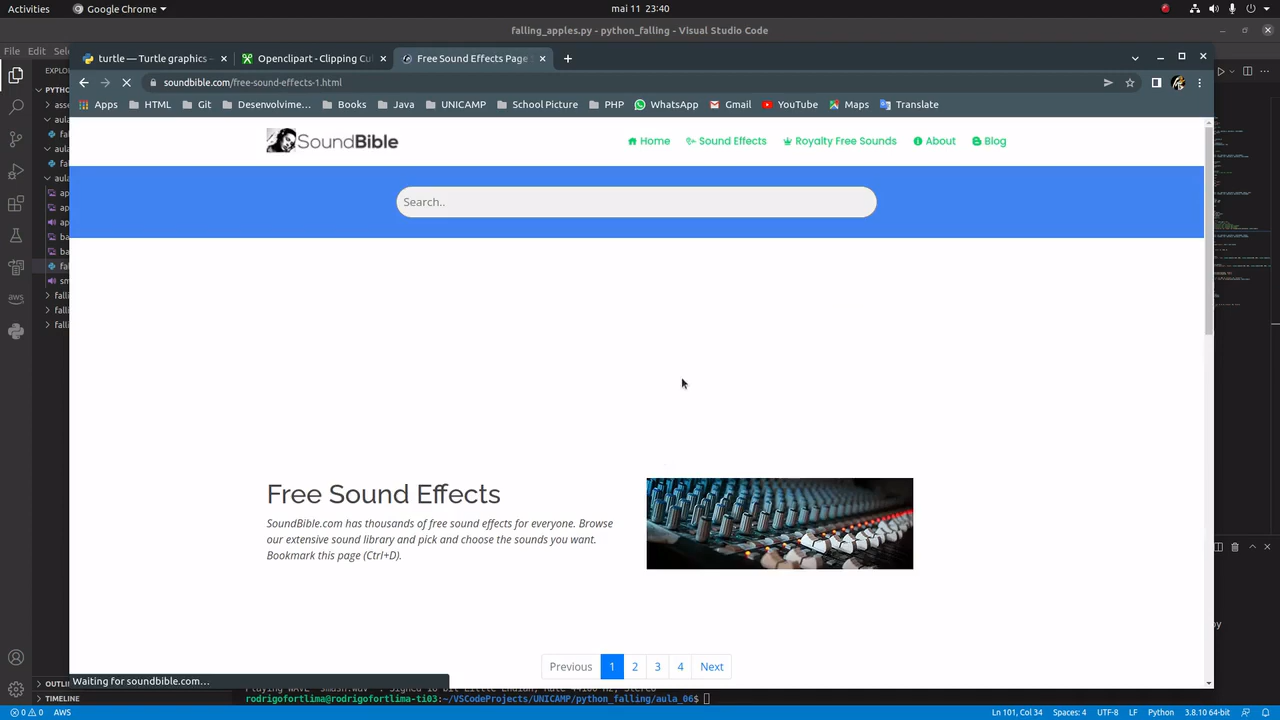 Activities
Google Chrome
mai 11 23:40
falling_apples.py - python_falling - Visual Studio Code
File Edit
EXPL
turtle — Turtle graphics
Openclipart - Clipping Cu
Free Sound Effects Page
soundbible.com/free-sound-effects-1.html
Apps
HTML
Git
Desenvolvime…
Books
Java
UNICAMP
School Picture
PHP
WhatsApp
Gmail
YouTube
Maps
Translate
SoundBible
Home
Sound Effects
Royalty Free Sounds
About
Blog
Search..
Free Sound Effects
SoundBible.com has thousands of free sound effects for everyone. Browse
our extensive sound library and pick and choose the sounds you want.
Bookmark this page (Ctrl+D).
Previous 1 2 3 4 Next
Waiting for soundbible.com…
OUTLI
TIMELINE
rodrigofortlima@rodrigofortlima-ti03:~/VSCodeProjects/UNICAMP/python_falling/aula_06$
0 0 AWS
Ln 101, Col 34
Spaces: 4
UTF-8
LF
Python
3.8.10 64-bit